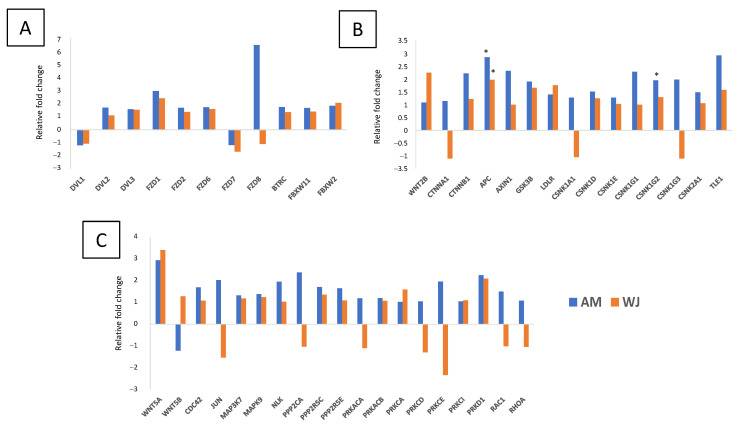 A
Relative fold change
7
6
5
4
3
2
1
0
−1
−2
−3
DVL1 DVL2 DVL3 FZD1 FZD2 FZD6 FZD7 FZD8 BTRC FBXW11 FBXW2
B
Relative fold change
3.5
3
2.5
2
1.5
1
0.5
0
−0.5
−1
−1.5
* * *
WNT2B CTNNA1 CTNNB1 APC AXIN1 GSK3B LDLR CSNK1A1 CSNK1D CSNK1E CSNK1G1 CSNK1G2 CSNK1G3 CSNK2A1 TLE1
C
Relative fold change
4
3
2
1
0
−1
−2
−3
WNT5A WNT5B CDC42 JUN MAP3K7 MAPK9 NLK PPP2CA PPP2R5C PPP2R5E PRKACA PRKACB PRKCA PRKCD PRKCE PRKCI PRKD1 RAC1 RHOA
AM WJ